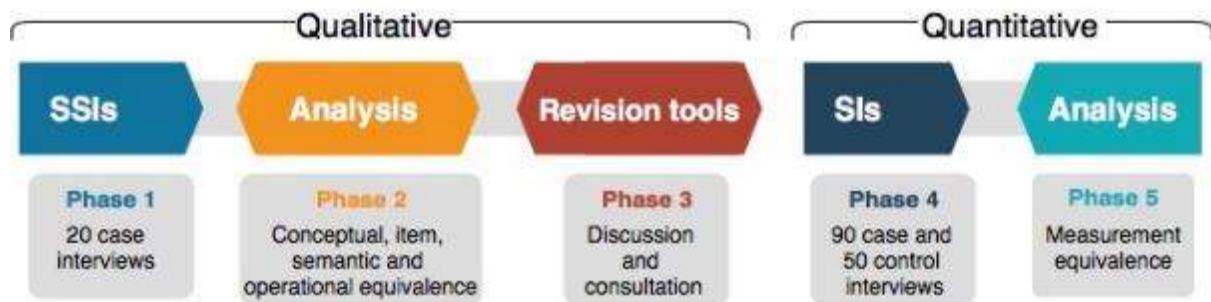 Qualitative
Quantitative
SSIs
Analysis
Revision tools
SIs
Analysis
Phase 1
20 case
interviews
Phase 2
Conceptual, item,
semantic and
operational equivalence
Phase 3
Discussion
and
consultation
Phase 4
90 case and
50 control
interviews
Phase 5
Measurement
equivalence